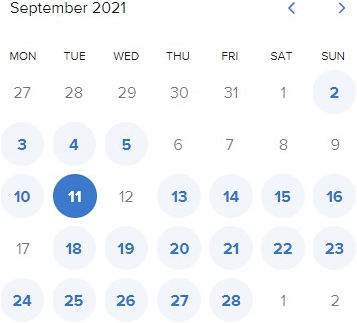 September 2021
MON TUE WED THU FRI SAT SUN
27 28 29 30 31 1 2
3 4 5 6 7 8 9
10 11 12 13 14 15 16
17 18 19 20 21 22 23
24 25 26 27 28 1 2